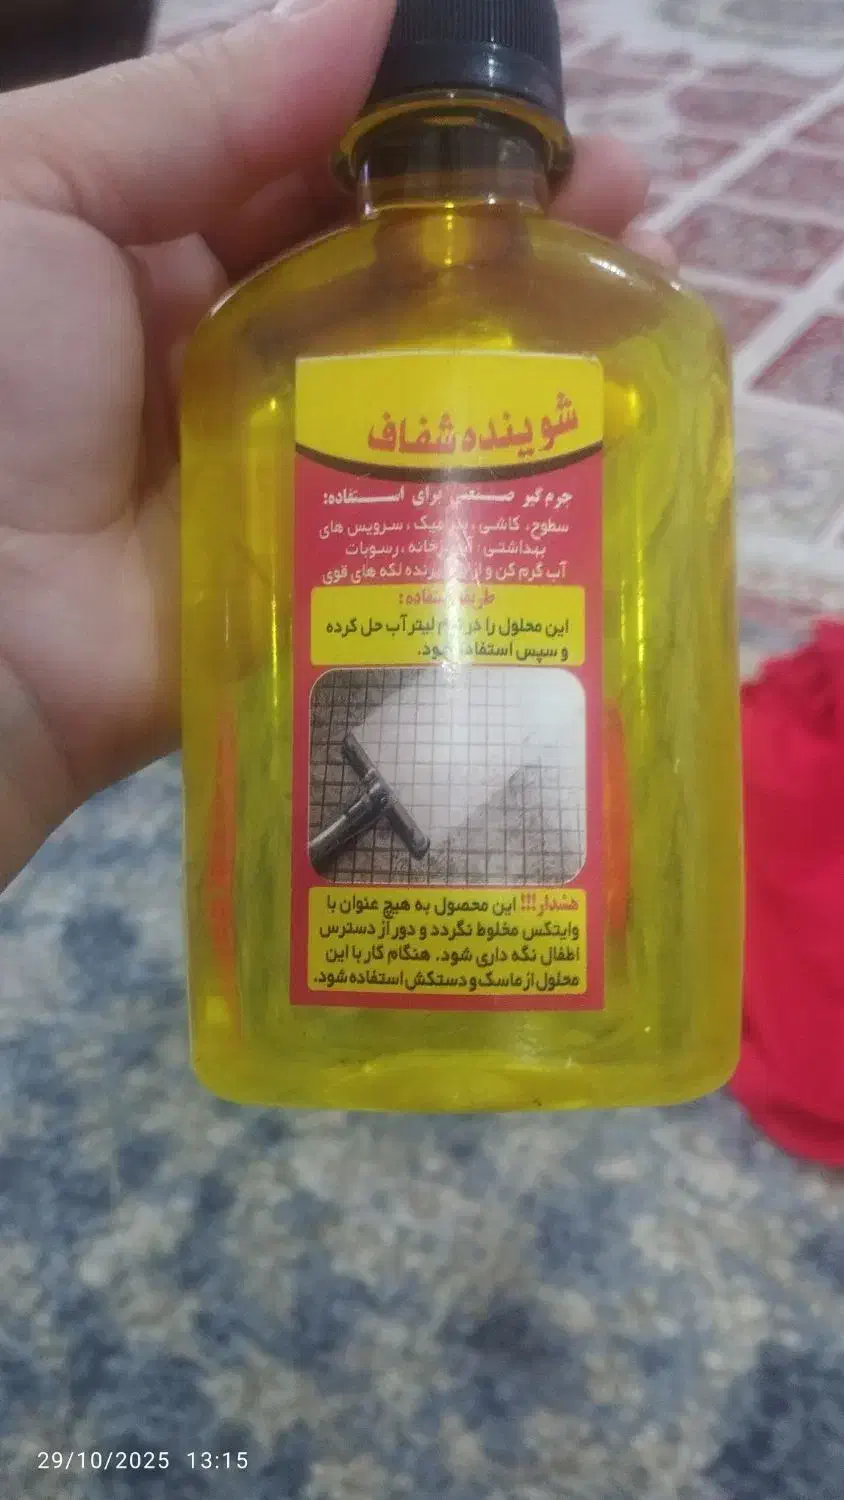 شوینده شفاف
جرم گیر صنعتی برای استفاده:
سطوح، کاشی، سرامیک، سرویس های
بهداشتی، آشپزخانه، رسوبات
آب گرم کن و از بین برنده لکه های قوی
طریقه استفاده:
این محلول را در نیم لیتر آب حل کرده
و سپس استفاده شود.
هشدار!!! این محصول به هیچ عنوان با
وایتکس مخلوط نگردد و دور از دسترس
اطفال نگه داری شود. هنگام کار با این
محلول از ماسک و دستکش استفاده شود.
29/10/2025 13:15